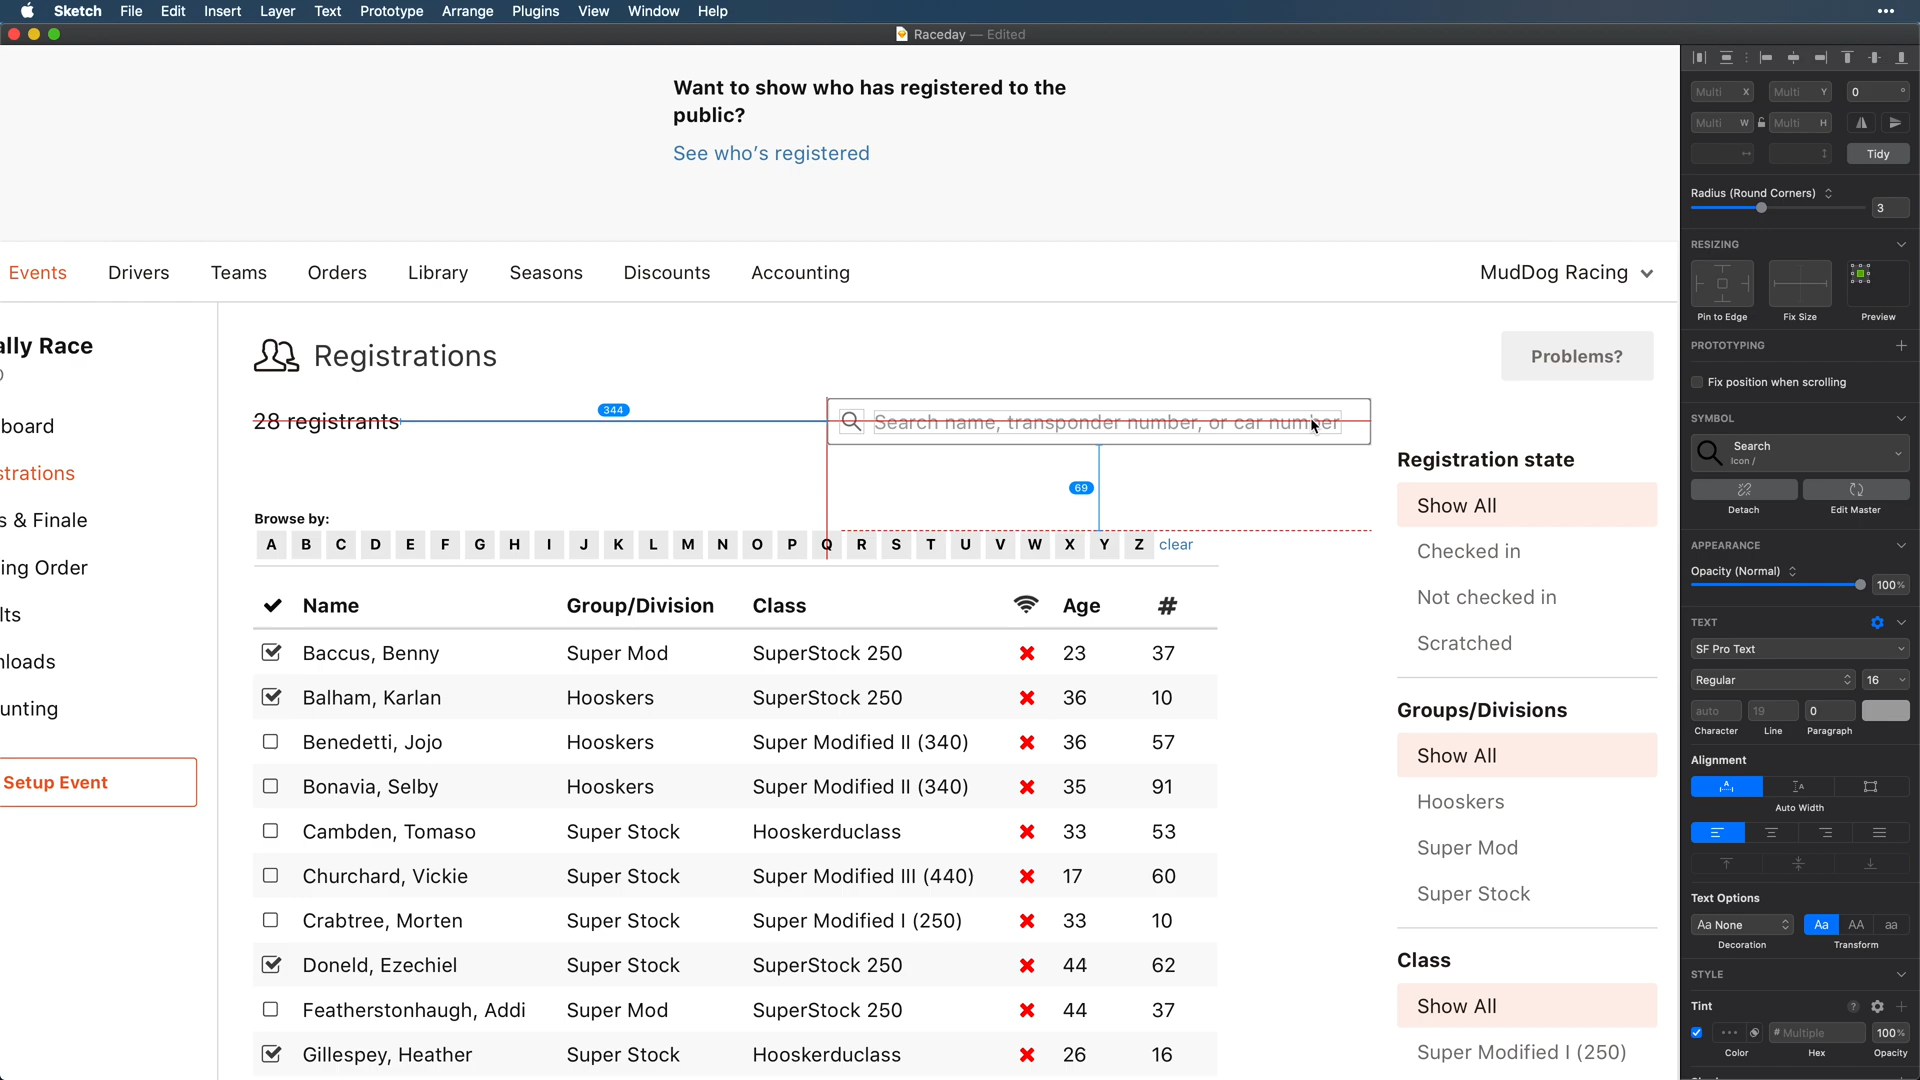 Sketch File Edit Insert Layer Text Prototype Arrange Plugins View Window Help
Raceday — Edited
Want to show who has registered to the
public?
See who's registered
Events Drivers Teams Orders Library Seasons Discounts Accounting MudDog Racing
ally Race
board
strations
s & Finale
ing Order
lts
nloads
unting
Setup Event
Registrations
Problems?
28 registrants
344
Search name, transponder number, or car number
69
Browse by:
A B C D E F G H I J K L M N O P Q R S T U V W X Y Z clear
Name Group/Division Class Age #
Baccus, Benny Super Mod SuperStock 250 23 37
Balham, Karlan Hooskers SuperStock 250 36 10
Benedetti, Jojo Hooskers Super Modified II (340) 36 57
Bonavia, Selby Hooskers Super Modified II (340) 35 91
Cambden, Tomaso Super Stock Hooskerduclass 33 53
Churchard, Vickie Super Stock Super Modified III (440) 17 60
Crabtree, Morten Super Stock Super Modified I (250) 33 10
Doneld, Ezechiel Super Stock SuperStock 250 44 62
Featherstonhaugh, Addi Super Mod SuperStock 250 44 37
Gillespey, Heather Super Stock Hooskerduclass 26 16
Registration state
Show All
Checked in
Not checked in
Scratched
Groups/Divisions
Show All
Hooskers
Super Mod
Super Stock
Class
Show All
Super Modified I (250)
Multi X Multi Y 0 °
Multi W Multi H
Tidy
Radius (Round Corners)
3
RESIZING
Pin to Edge Fix Size Preview
PROTOTYPING
Fix position when scrolling
SYMBOL
Search
Icon /
Detach Edit Master
APPEARANCE
Opacity (Normal)
100%
TEXT
SF Pro Text
Regular 16
auto 19 0
Character Line Paragraph
Alignment
Auto Width
Text Options
Aa None Aa AA aa
Decoration Transform
STYLE
Tint
# Multiple 100%
Color Hex Opacity